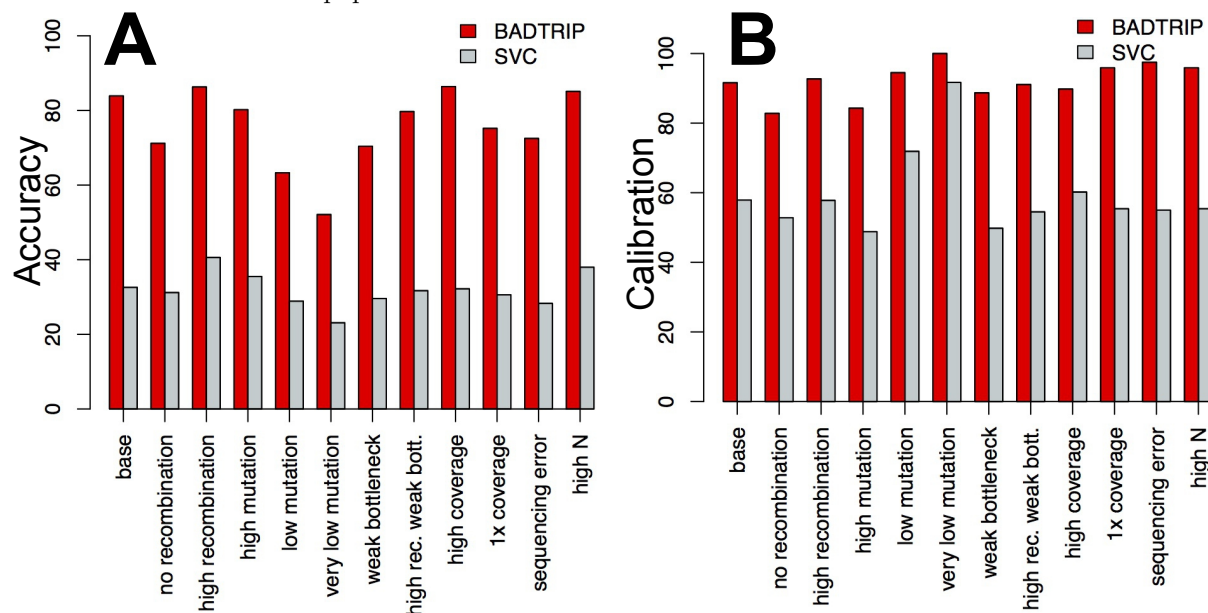 A
BADTRIP
SVC
Accuracy
0
20
40
60
80
100
base
no recombination
high recombination
high mutation
low mutation
very low mutation
weak bottleneck
high rec. weak bott.
high coverage
1x coverage
sequencing error
high N
B
BADTRIP
SVC
Calibration
0
20
40
60
80
100
base
no recombination
high recombination
high mutation
low mutation
very low mutation
weak bottleneck
high rec. weak bott.
high coverage
1x coverage
sequencing error
high N